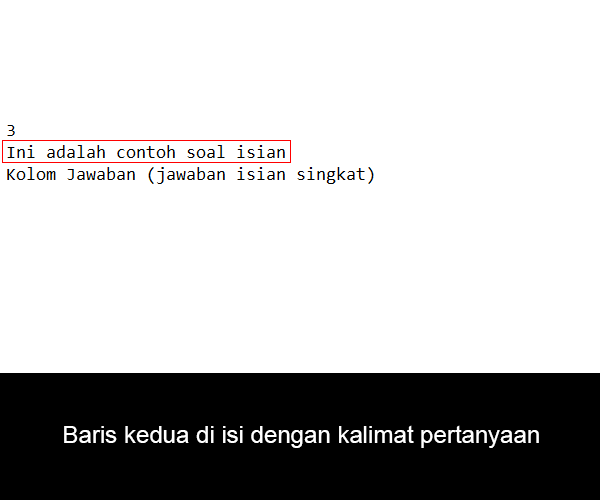 3
Ini adalah contoh soal isian
Kolom Jawaban (jawaban isian singkat)
Baris kedua di isi dengan kalimat pertanyaan